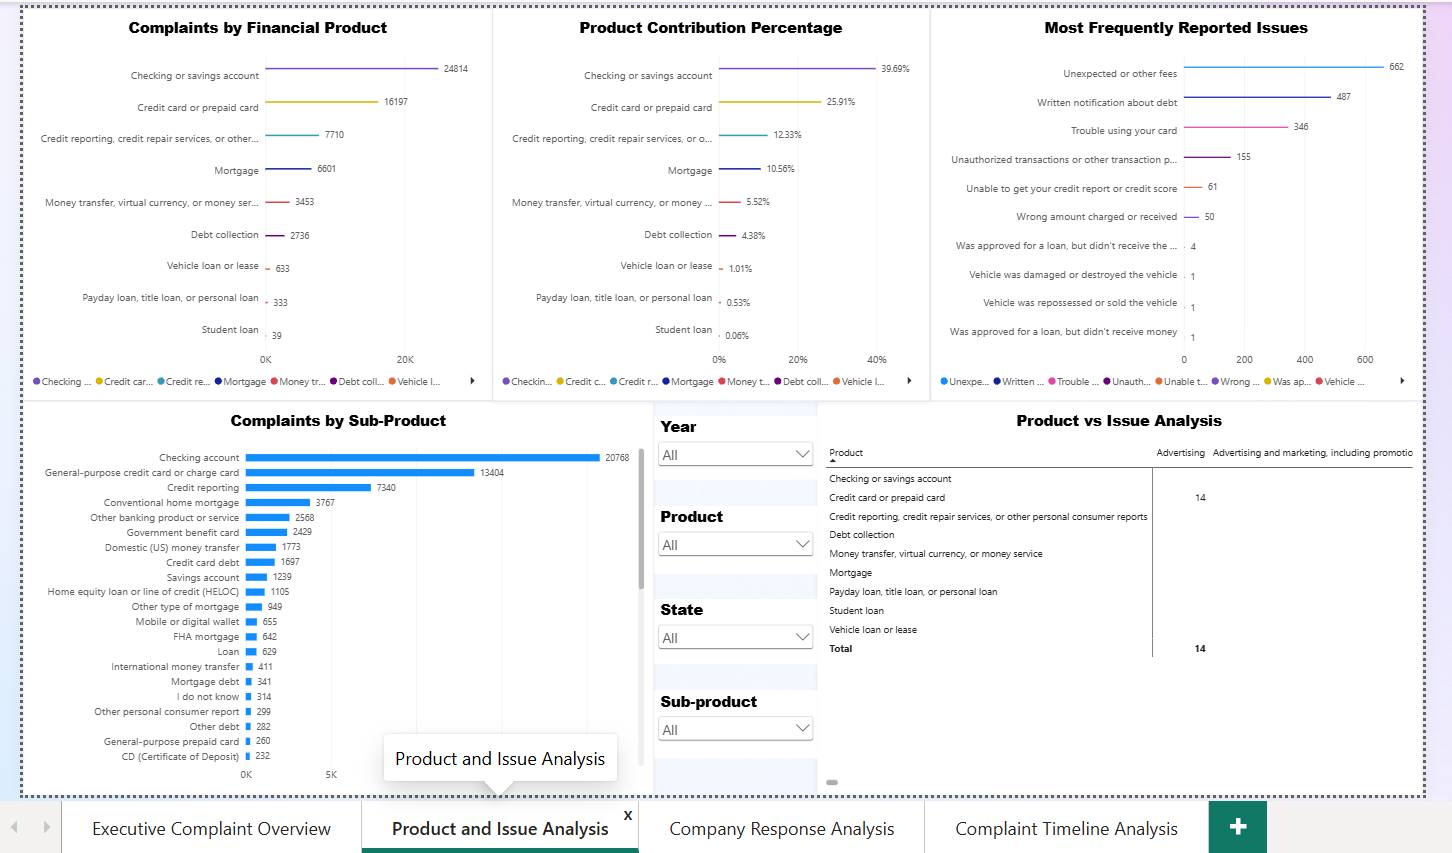 Complaints by Financial Product
Checking or savings account 24814
Credit card or prepaid card 16197
Credit reporting, credit repair services, or other... 7710
Mortgage 6601
Money transfer, virtual currency, or money ser... 3453
Debt collection 2736
Vehicle loan or lease 633
Payday loan, title loan, or personal loan 333
Student loan 39
0K 20K
Checking ... Credit car... Credit re... Mortgage Money tr... Debt coll... Vehicle l...
Product Contribution Percentage
Checking or savings account 39.69%
Credit card or prepaid card 25.91%
Credit reporting, credit repair services, or o... 12.33%
Mortgage 10.56%
Money transfer, virtual currency, or money ... 5.52%
Debt collection 4.38%
Vehicle loan or lease 1.01%
Payday loan, title loan, or personal loan 0.53%
Student loan 0.06%
0% 20% 40%
Checkin... Credit c... Credit r... Mortgage Money t... Debt coll... Vehicle l...
Most Frequently Reported Issues
Unexpected or other fees 662
Written notification about debt 487
Trouble using your card 346
Unauthorized transactions or other transaction p... 155
Unable to get your credit report or credit score 61
Wrong amount charged or received 50
Was approved for a loan, but didn't receive the ... 4
Vehicle was damaged or destroyed the vehicle 1
Vehicle was repossessed or sold the vehicle 1
Was approved for a loan, but didn't receive money 1
0 200 400 600
Unexpe... Written ... Trouble ... Unauth... Unable t... Wrong ... Was ap... Vehicle ...
Complaints by Sub-Product
Checking account 20768
General-purpose credit card or charge card 13404
Credit reporting 7340
Conventional home mortgage 3767
Other banking product or service 2568
Government benefit card 2429
Domestic (US) money transfer 1773
Credit card debt 1697
Savings account 1239
Home equity loan or line of credit (HELOC) 1105
Other type of mortgage 949
Mobile or digital wallet 655
FHA mortgage 642
Loan 629
International money transfer 411
Mortgage debt 341
I do not know 314
Other personal consumer report 299
Other debt 282
General-purpose prepaid card 260
CD (Certificate of Deposit) 232
0K 5K
Year
All
Product
All
State
All
Sub-product
All
Product vs Issue Analysis
Product Advertising Advertising and marketing, including promotio
Checking or savings account
Credit card or prepaid card 14
Credit reporting, credit repair services, or other personal consumer reports
Debt collection
Money transfer, virtual currency, or money service
Mortgage
Payday loan, title loan, or personal loan
Student loan
Vehicle loan or lease
Total 14
Product and Issue Analysis
Executive Complaint Overview
Product and Issue Analysis x
Company Response Analysis
Complaint Timeline Analysis
+